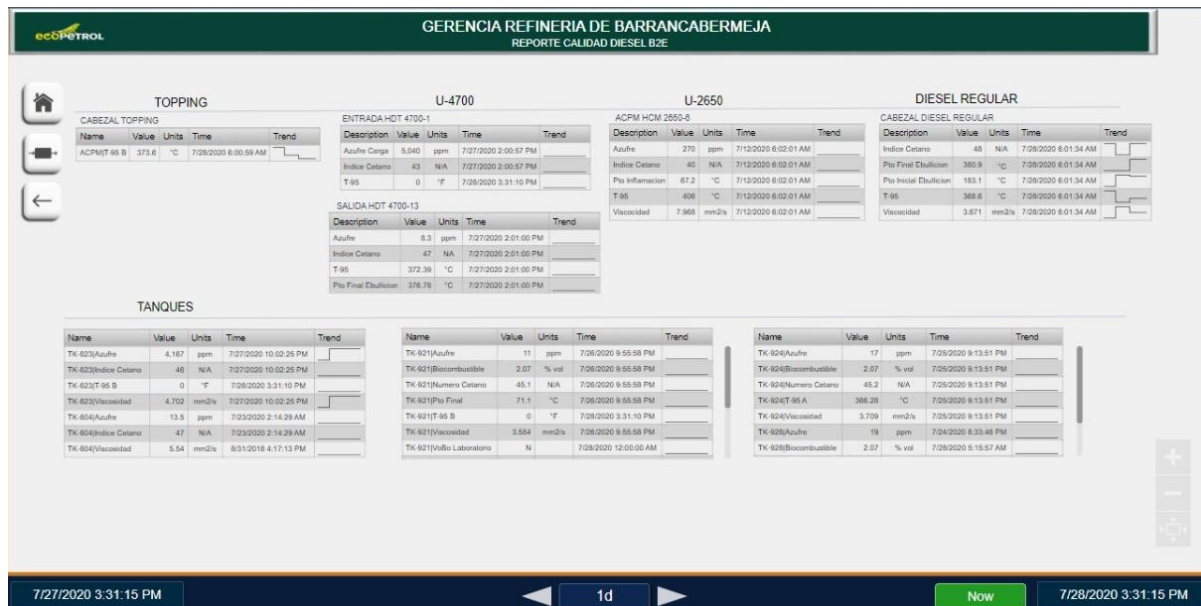 ecopetrol
GERENCIA REFINERIA DE BARRANCABERMEJA
REPORTE CALIDAD DIESEL B2E
TOPPING
CABEZAL TOPPING
Name Value Units Time Trend
ACPM|T-95 B 373.6 °C 7/28/2020 6:00:59 AM
U-4700
ENTRADA HDT 4700-1
Description Value Units Time Trend
Azufre Carga 5,040 ppm 7/27/2020 2:00:57 PM
Indice Cetano 43 N/A 7/27/2020 2:00:57 PM
T-95 0 °F 7/28/2020 3:31:10 PM
SALIDA HDT 4700-13
Description Value Units Time Trend
Azufre 8.3 ppm 7/27/2020 2:01:00 PM
Indice Cetano 47 NA 7/27/2020 2:01:00 PM
T-95 372.39 °C 7/27/2020 2:01:00 PM
Pto Final Ebullicion 376.78 °C 7/27/2020 2:01:00 PM
U-2650
ACPM HCM 2650-6
Description Value Units Time Trend
Azufre 270 ppm 7/12/2020 6:02:01 AM
Indice Cetano 40 N/A 7/12/2020 6:02:01 AM
Pto Inflamacion 67.2 °C 7/12/2020 6:02:01 AM
T-95 406 °C 7/12/2020 6:02:01 AM
Viscocidad 7.968 mm2/s 7/12/2020 6:02:01 AM
DIESEL REGULAR
CABEZAL DIESEL REGULAR
Description Value Units Time Trend
Indice Cetano 48 N/A 7/28/2020 6:01:34 AM
Pto Final Ebullicion 380.9 °C 7/28/2020 6:01:34 AM
Pto Inicial Ebullicion 183.1 °C 7/28/2020 6:01:34 AM
T-95 366.6 °C 7/28/2020 6:01:34 AM
Viscocidad 3.671 mm2/s 7/28/2020 6:01:34 AM
TANQUES
Name Value Units Time Trend
TK-823|Azufre 4,167 ppm 7/27/2020 10:02:25 PM
TK-823|Indice Cetano 46 N/A 7/27/2020 10:02:25 PM
TK-823|T-95 B 0 °F 7/28/2020 3:31:10 PM
TK-823|Viscosidad 4.702 mm2/s 7/27/2020 10:02:25 PM
TK-804|Azufre 13.5 ppm 7/23/2020 2:14:29 AM
TK-804|Indice Cetano 47 N/A 7/23/2020 2:14:29 AM
TK-804|Viscosidad 5.54 mm2/s 8/31/2018 4:17:13 PM
Name Value Units Time Trend
TK-921|Azufre 11 ppm 7/26/2020 9:55:58 PM
TK-921|Biocombustible 2.07 % vol 7/26/2020 9:55:58 PM
TK-921|Numero Cetano 45.1 N/A 7/26/2020 9:55:58 PM
TK-921|Pto Final 71.1 °C 7/26/2020 9:55:58 PM
TK-921|T-95 B 0 °F 7/28/2020 3:31:10 PM
TK-921|Viscosidad 3.554 mm2/s 7/26/2020 9:55:58 PM
TK-921|VoBo Laboratorio N 7/28/2020 12:00:00 AM
Name Value Units Time Trend
TK-924|Azufre 17 ppm 7/25/2020 9:13:51 PM
TK-924|Biocombustible 2.07 % vol 7/25/2020 9:13:51 PM
TK-924|Numero Cetano 45.2 N/A 7/25/2020 9:13:51 PM
TK-924|T-95 A 366.28 °C 7/25/2020 9:13:51 PM
TK-924|Viscosidad 3.709 mm2/s 7/25/2020 9:13:51 PM
TK-928|Azufre 19 ppm 7/24/2020 8:33:46 PM
TK-928|Biocombustible 2.07 % vol 7/28/2020 5:15:57 AM
7/27/2020 3:31:15 PM 1d Now 7/28/2020 3:31:15 PM